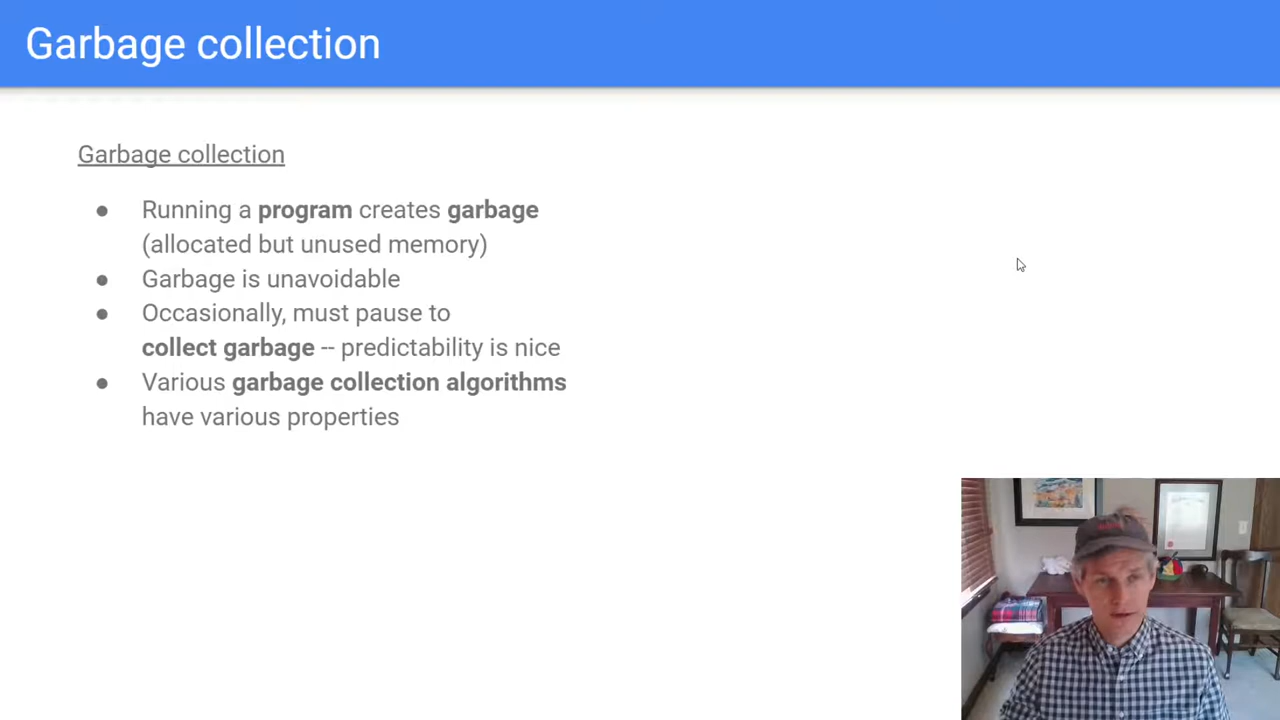 Garbage collection
Garbage collection
● Running a program creates garbage
(allocated but unused memory)
● Garbage is unavoidable
● Occasionally, must pause to
collect garbage -- predictability is nice
● Various garbage collection algorithms
have various properties